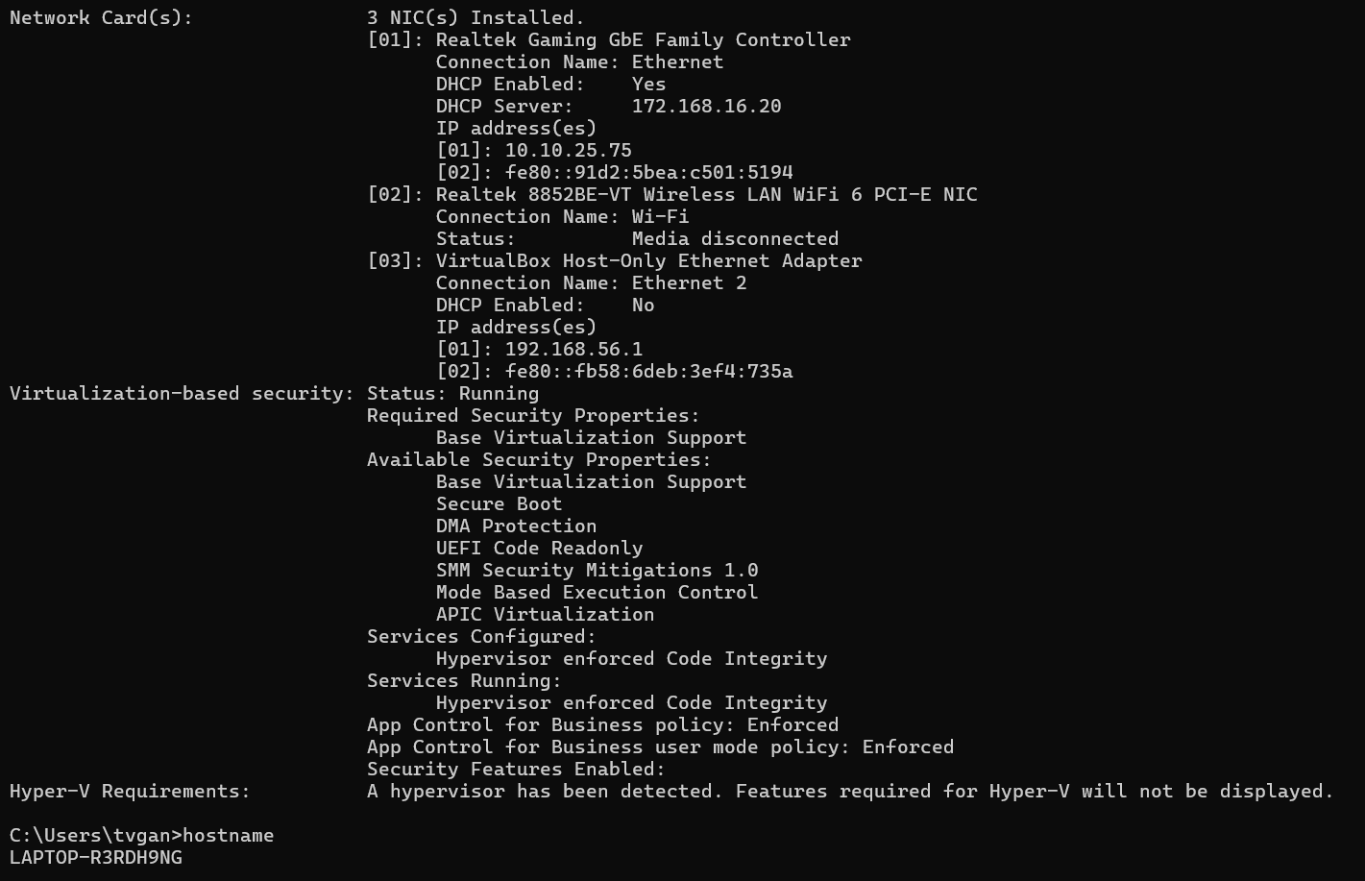 Network Card(s):               3 NIC(s) Installed.
                               [01]: Realtek Gaming GbE Family Controller
                                     Connection Name: Ethernet
                                     DHCP Enabled:    Yes
                                     DHCP Server:     172.168.16.20
                                     IP address(es)
                                     [01]: 10.10.25.75
                                     [02]: fe80::91d2:5bea:c501:5194
                               [02]: Realtek 8852BE-VT Wireless LAN WiFi 6 PCI-E NIC
                                     Connection Name: Wi-Fi
                                     Status:          Media disconnected
                               [03]: VirtualBox Host-Only Ethernet Adapter
                                     Connection Name: Ethernet 2
                                     DHCP Enabled:    No
                                     IP address(es)
                                     [01]: 192.168.56.1
                                     [02]: fe80::fb58:6deb:3ef4:735a
Virtualization-based security: Status: Running
                               Required Security Properties:
                                     Base Virtualization Support
                               Available Security Properties:
                                     Base Virtualization Support
                                     Secure Boot
                                     DMA Protection
                                     UEFI Code Readonly
                                     SMM Security Mitigations 1.0
                                     Mode Based Execution Control
                                     APIC Virtualization
                               Services Configured:
                                     Hypervisor enforced Code Integrity
                               Services Running:
                                     Hypervisor enforced Code Integrity
                               App Control for Business policy: Enforced
                               App Control for Business user mode policy: Enforced
                               Security Features Enabled:
Hyper-V Requirements:          A hypervisor has been detected. Features required for Hyper-V will not be displayed.

C:\Users\tvgan>hostname
LAPTOP-R3RDH9NG